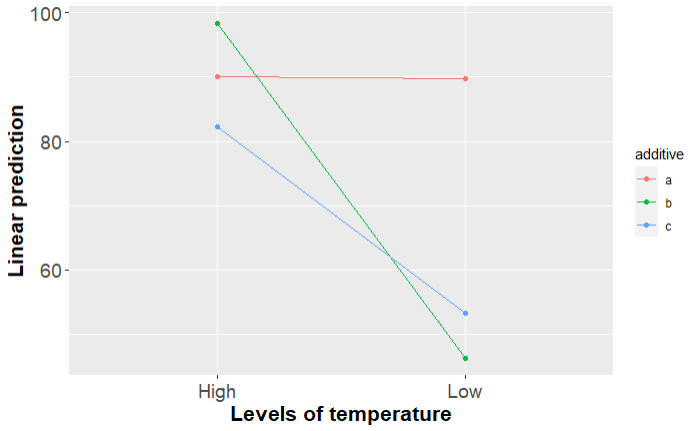 100
80
60
Linear prediction
High
Low
Levels of temperature
additive
a
b
c